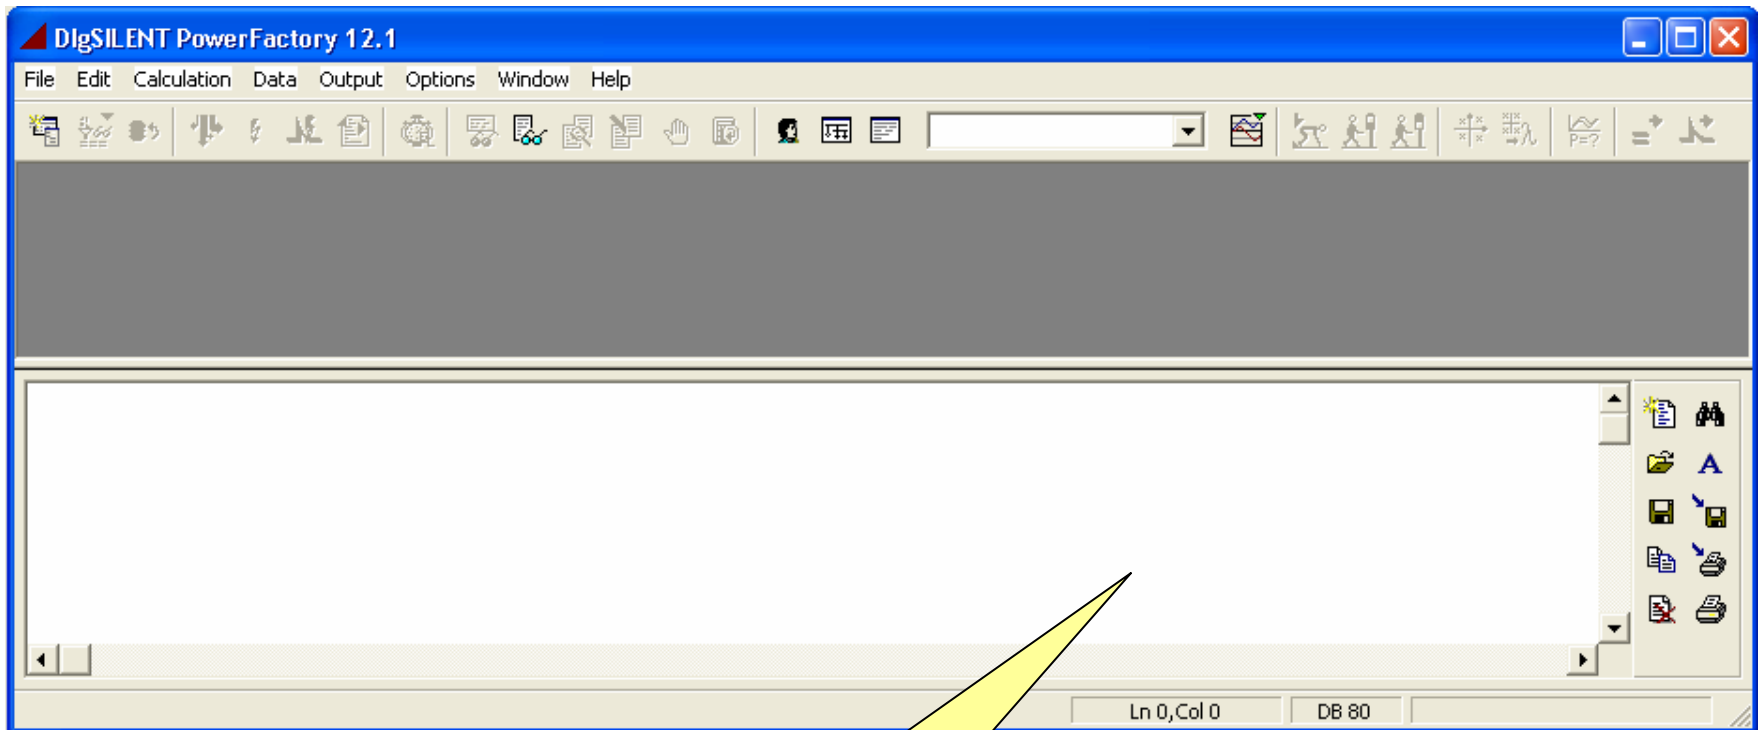 DIgSILENT PowerFactory 12.1
File Edit Calculation Data Output Options Window Help
P=?
A
Ln 0,Col 0 DB 80